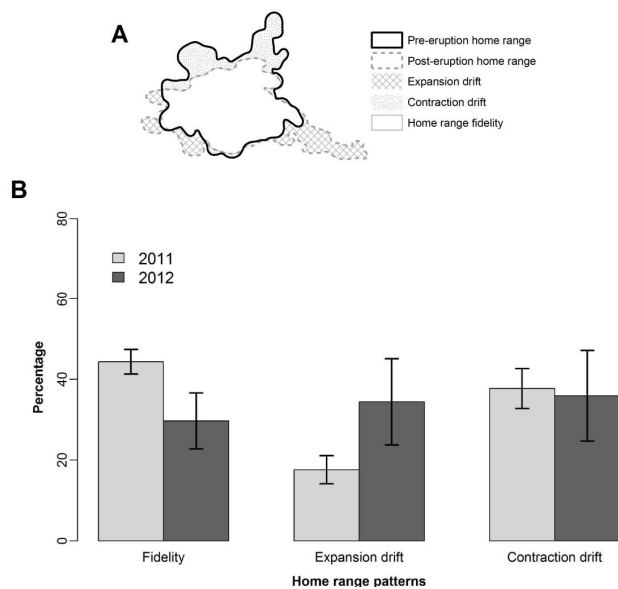 A
Pre-eruption home range
Post-eruption home range
Expansion drift
Contraction drift
Home range fidelity
B
80
60
40
20
0
Percentage
2011
2012
Fidelity
Expansion drift
Contraction drift
Home range patterns